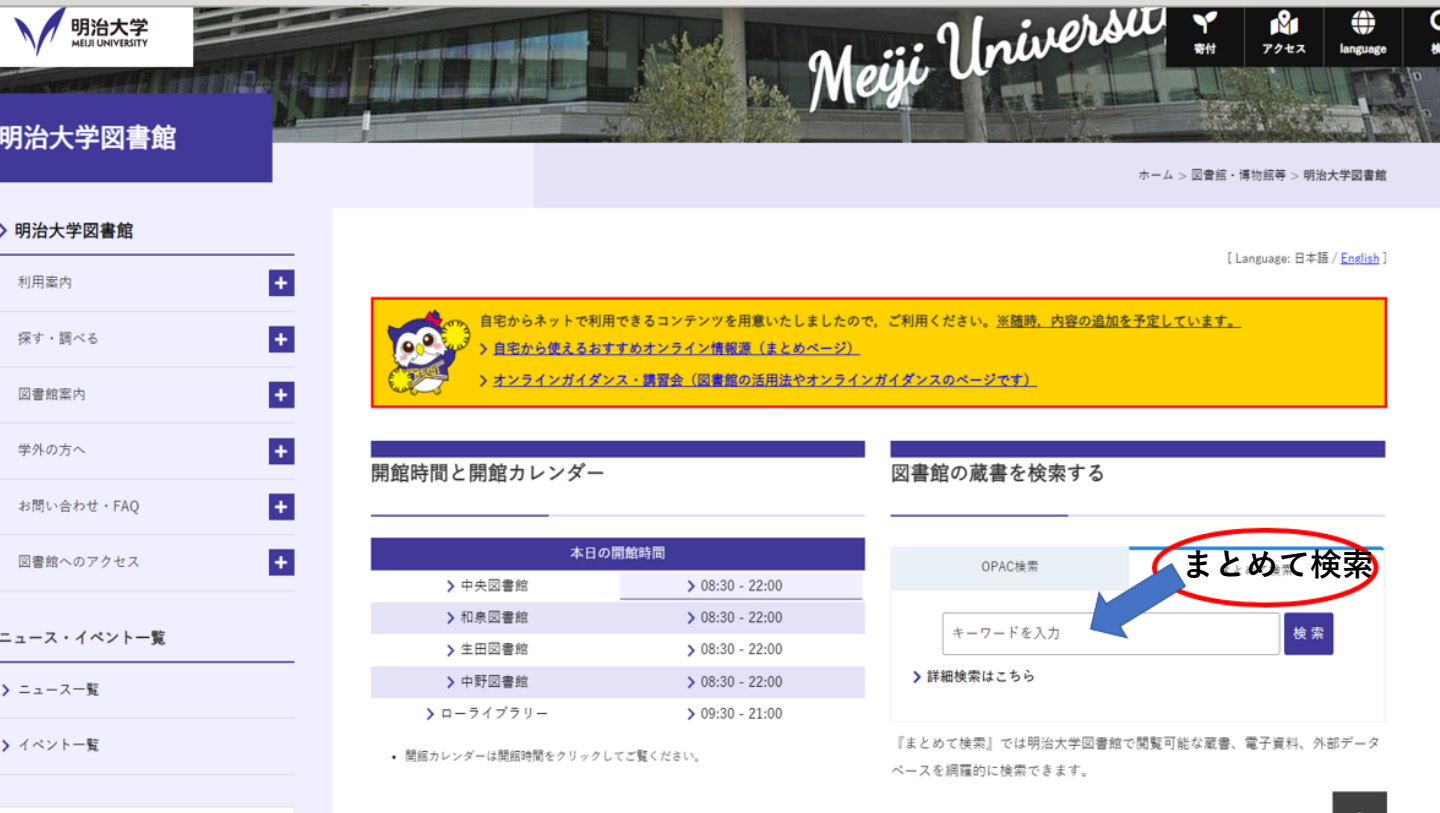 明治大学
MEIJI UNIVERSITY
Meiji University
寄付
アクセス
language
明治大学図書館
ホーム > 図書館・博物館等 > 明治大学図書館
明治大学図書館
利用案内
探す・調べる
図書館案内
学外の方へ
お問い合わせ・FAQ
図書館へのアクセス
ニュース・イベント一覧
ニュース一覧
イベント一覧
[ Language: 日本語 / English ]
自宅からネットで利用できるコンテンツを用意いたしましたので，ご利用ください。※随時，内容の追加を予定しています。
自宅から使えるおすすめオンライン情報源（まとめページ）
オンラインガイダンス・講習会（図書館の活用法やオンラインガイダンスのページです）
開館時間と開館カレンダー
本日の開館時間
中央図書館 08:30 - 22:00
和泉図書館 08:30 - 22:00
生田図書館 08:30 - 22:00
中野図書館 08:30 - 22:00
ローライブラリー 09:30 - 21:00
・開館カレンダーは開館時間をクリックしてご覧ください。
図書館の蔵書を検索する
OPAC検索
まとめて検索
キーワードを入力
検索
詳細検索はこちら
『まとめて検索』では明治大学図書館で閲覧可能な蔵書、電子資料、外部データ
ベースを網羅的に検索できます。